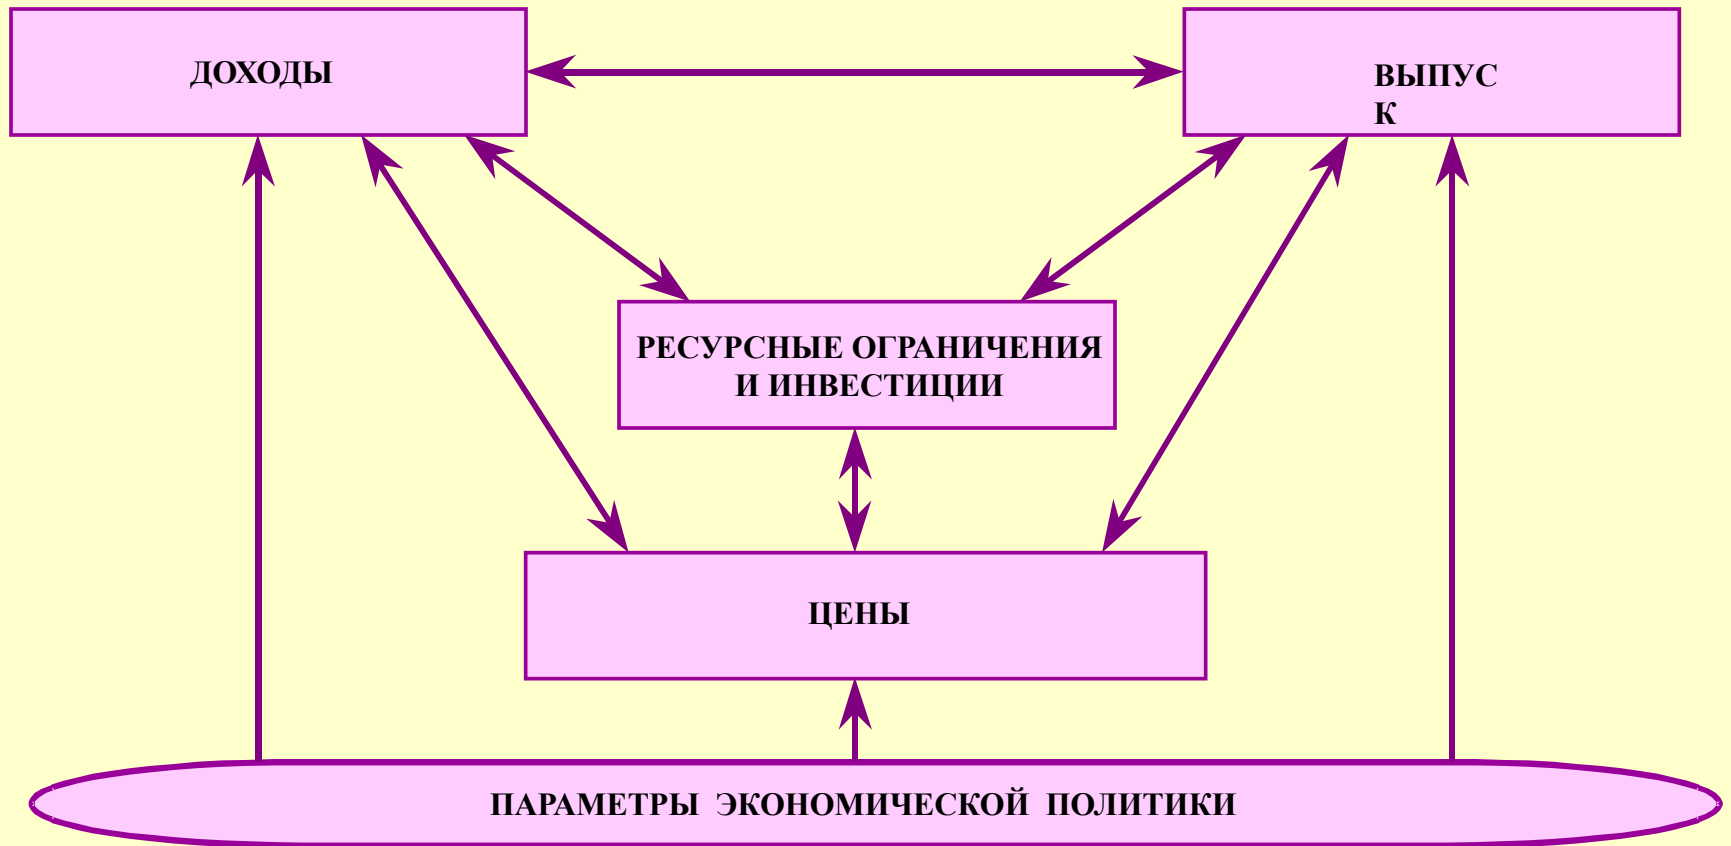 ДОХОДЫ
ВЫПУС
К
РЕСУРСНЫЕ ОГРАНИЧЕНИЯ
И ИНВЕСТИЦИИ
ЦЕНЫ
ПАРАМЕТРЫ ЭКОНОМИЧЕСКОЙ ПОЛИТИКИ